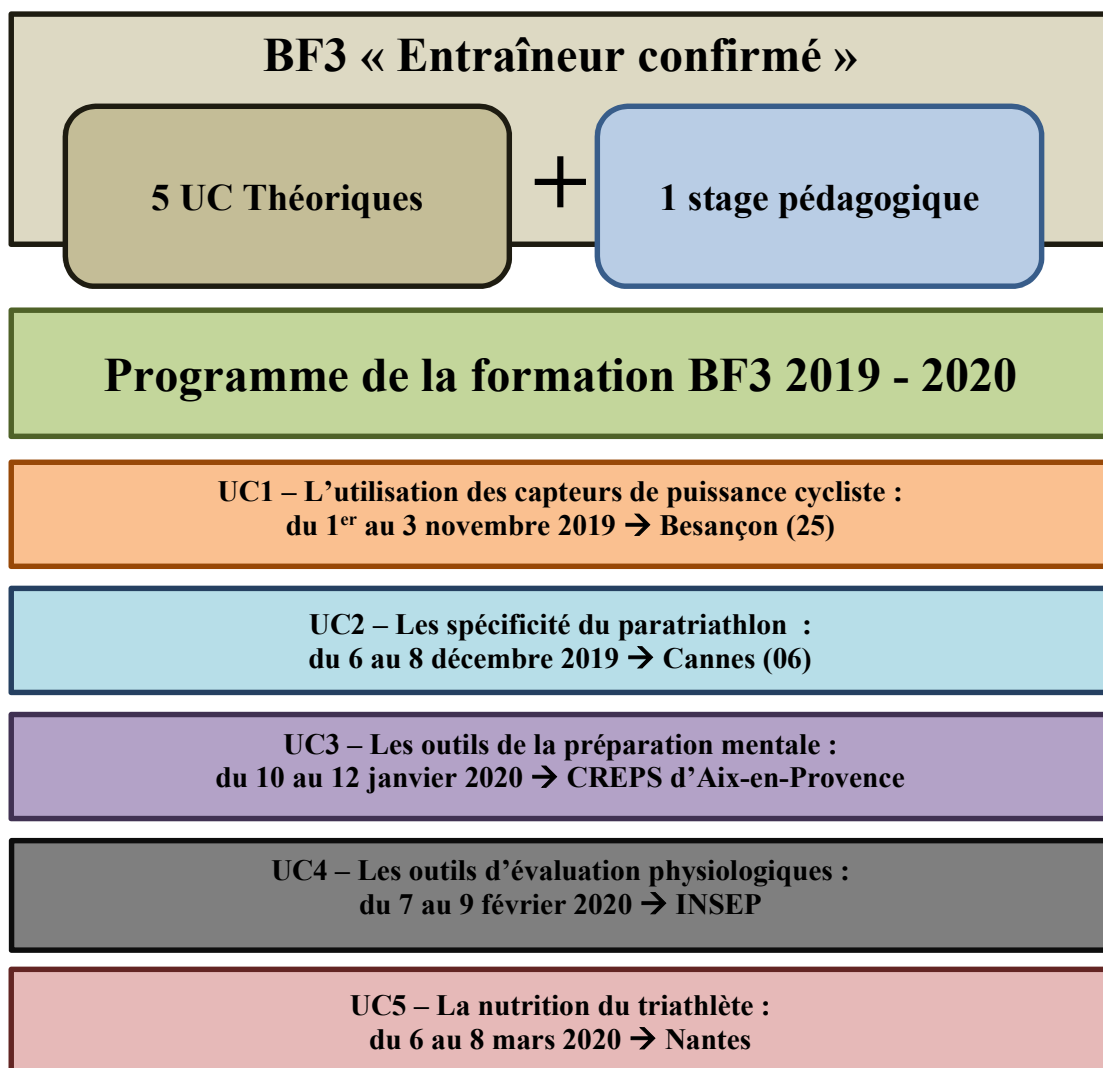 BF3 « Entraîneur confirmé »
5 UC Théoriques + 1 stage pédagogique
Programme de la formation BF3 2019 - 2020
UC1 – L’utilisation des capteurs de puissance cycliste :
du 1er au 3 novembre 2019 → Besançon (25)
UC2 – Les spécificité du paratriathlon :
du 6 au 8 décembre 2019 → Cannes (06)
UC3 – Les outils de la préparation mentale :
du 10 au 12 janvier 2020 → CREPS d’Aix-en-Provence
UC4 – Les outils d’évaluation physiologiques :
du 7 au 9 février 2020 → INSEP
UC5 – La nutrition du triathlète :
du 6 au 8 mars 2020 → Nantes